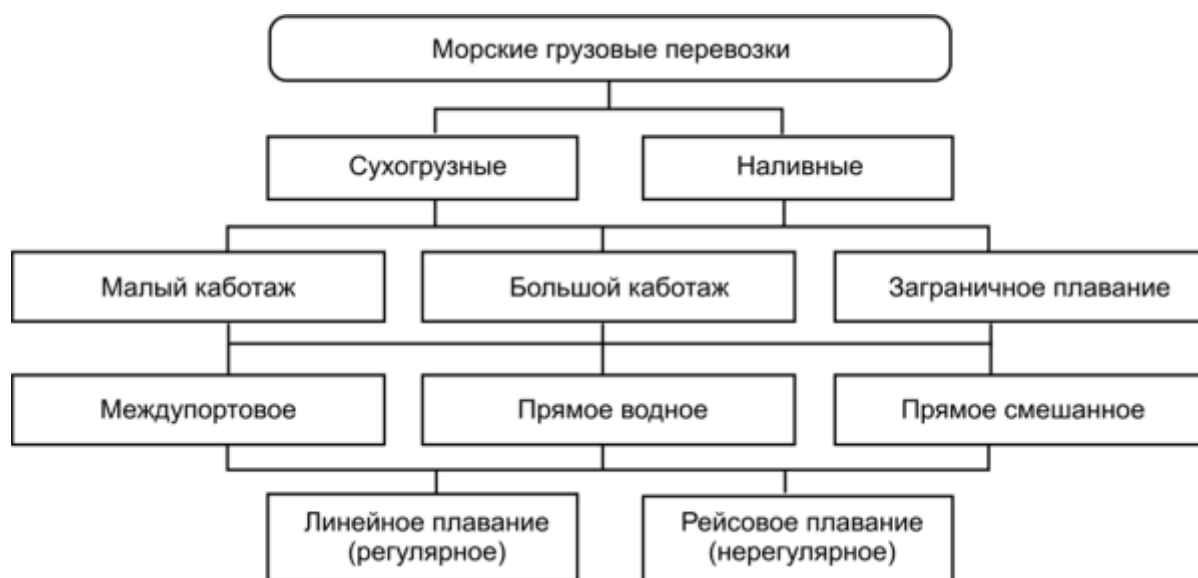 Морские грузовые перевозки
Сухогрузные
Наливные
Малый каботаж
Большой каботаж
Заграничное плавание
Междупортовое
Прямое водное
Прямое смешанное
Линейное плавание
(регулярное)
Рейсовое плавание
(нерегулярное)